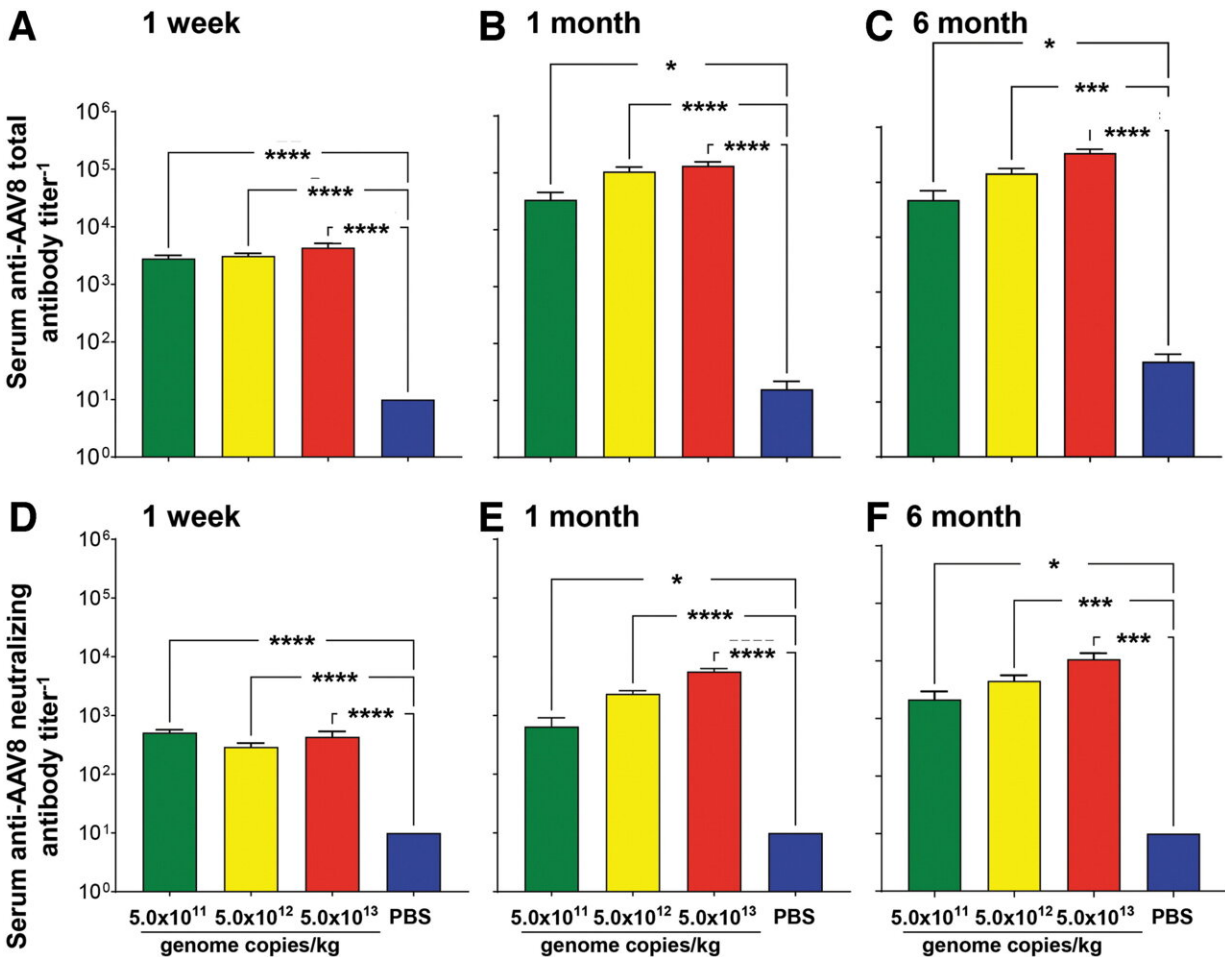 A 1 week
B 1 month
C 6 month
Serum anti-AAV8 total
antibody titer⁻¹
10⁶
10⁵
10⁴
10³
10²
10¹
10⁰
****
****
****
*
****
****
*
***
****
D 1 week
E 1 month
F 6 month
Serum anti-AAV8 neutralizing
antibody titer⁻¹
10⁶
10⁵
10⁴
10³
10²
10¹
10⁰
****
****
****
*
****
****
*
***
***
5.0x10¹¹ 5.0x10¹² 5.0x10¹³ PBS
genome copies/kg
5.0x10¹¹ 5.0x10¹² 5.0x10¹³ PBS
genome copies/kg
5.0x10¹¹ 5.0x10¹² 5.0x10¹³ PBS
genome copies/kg